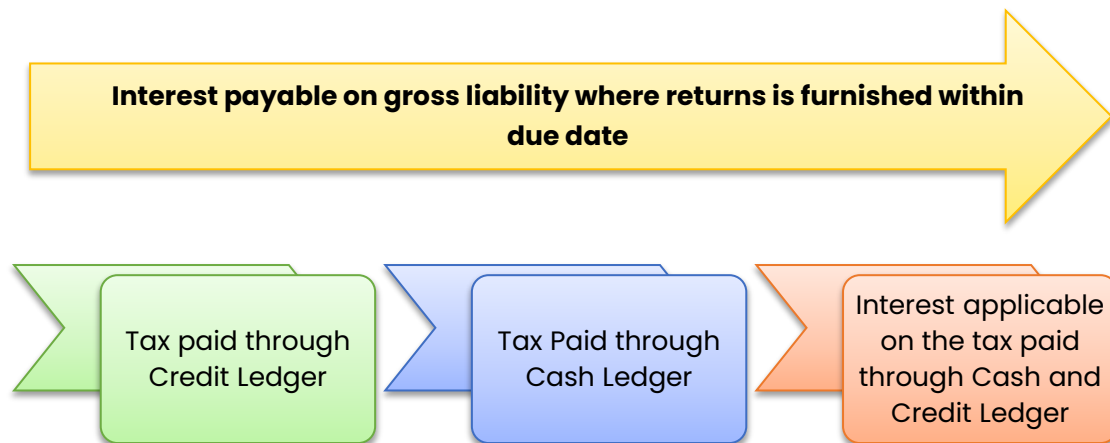 Interest payable on gross liability where returns is furnished within
due date
Tax paid through
Credit Ledger
Tax Paid through
Cash Ledger
Interest applicable
on the tax paid
through Cash and
Credit Ledger